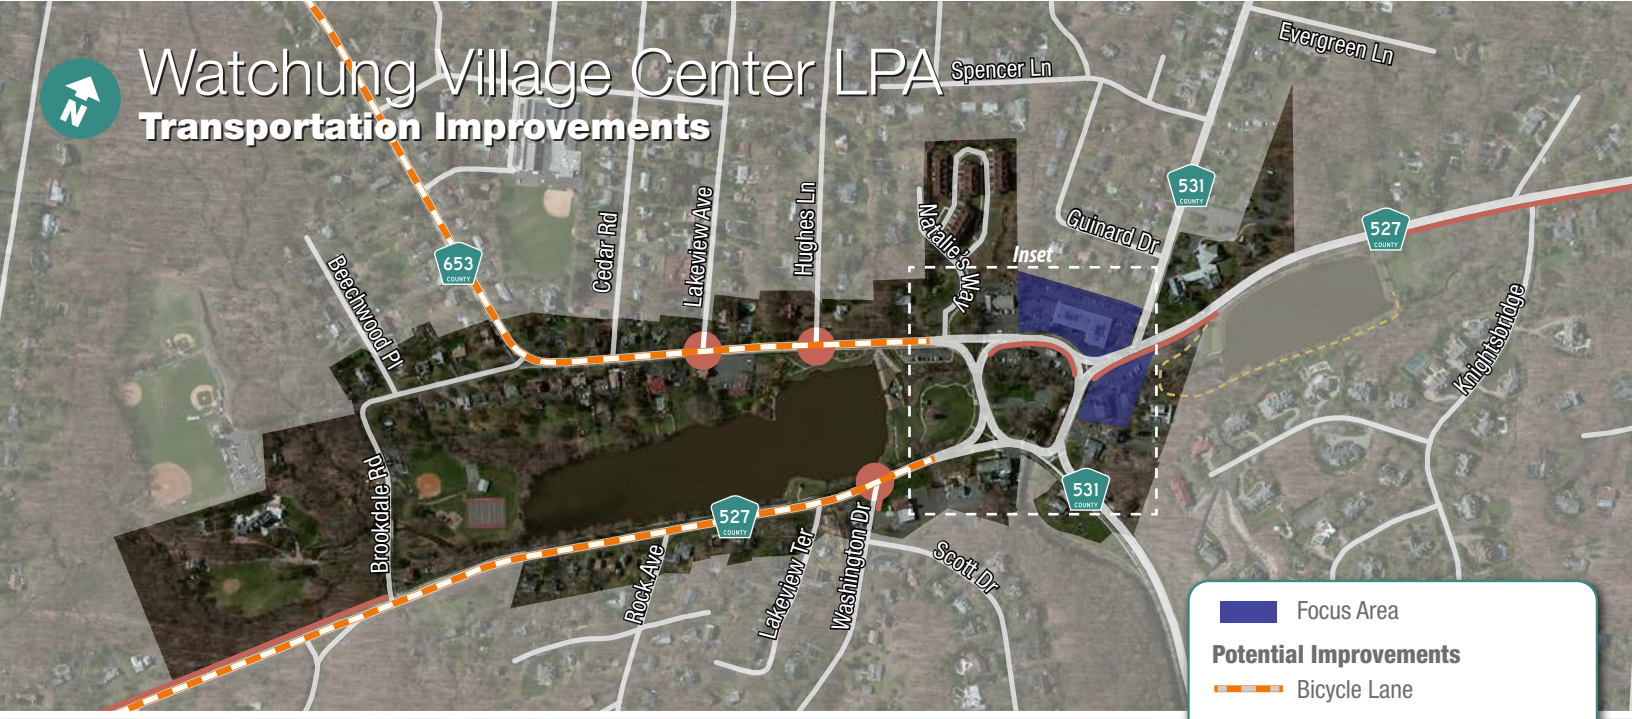 N
Watchung Village Center LPA
Transportation Improvements
Spencer Ln
Evergreen Ln
531
COUNTY
527
COUNTY
Guinard Dr
Natalie's Way
Inset
Hughes Ln
Lakeview Ave
Cedar Rd
653
COUNTY
Beechwood Pl
Knightsbridge
Brookdale Rd
527
COUNTY
531
COUNTY
Rock Ave
Lakeview Ter
Washington Dr
Scott Dr
Focus Area
Potential Improvements
Bicycle Lane